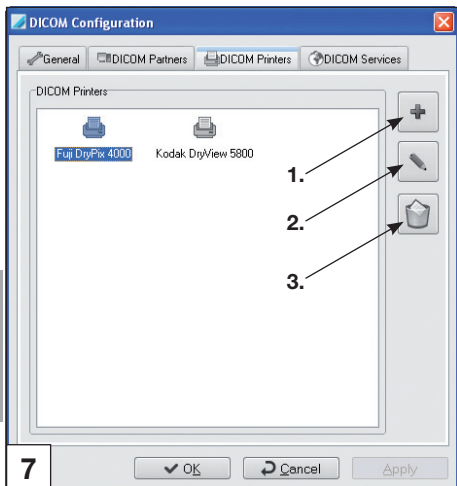 DICOM Configuration
General DICOM Partners DICOM Printers DICOM Services
DICOM Printers
Fuji DryPix 4000 Kodak DryView 5800
1.
2.
3.
7
OK Cancel Apply